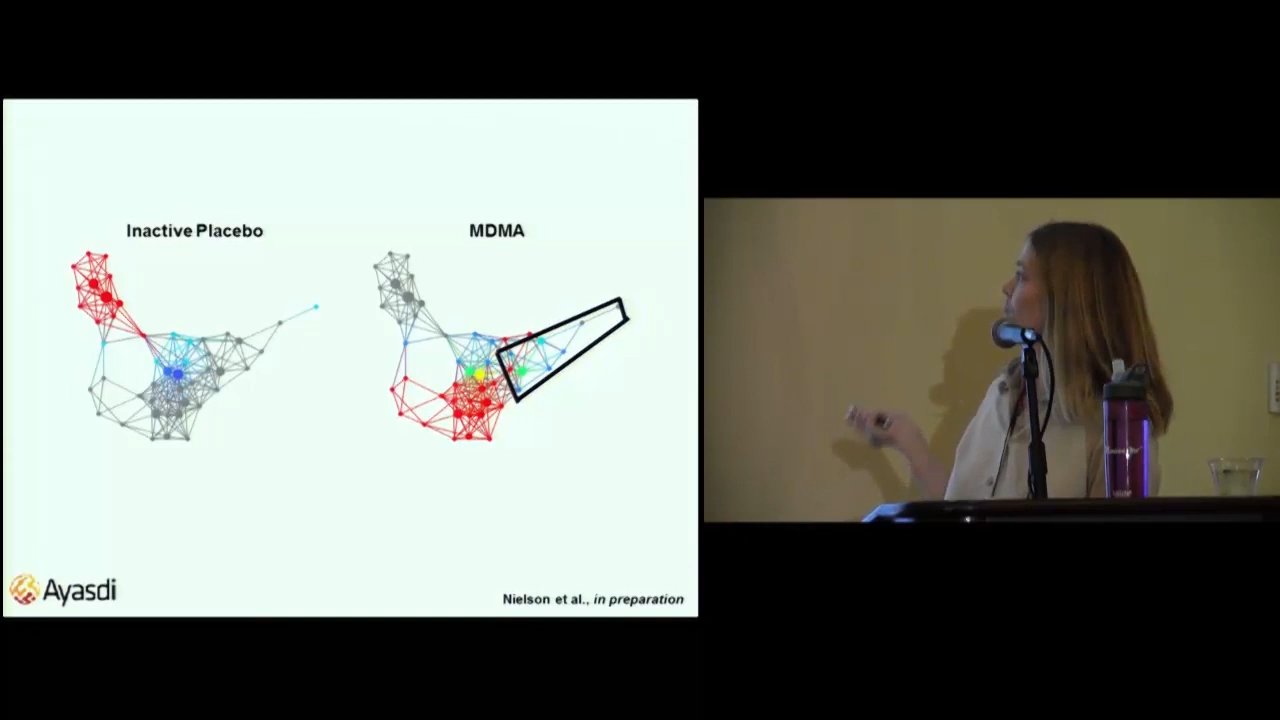 Inactive Placebo
MDMA
Ayasdi
Nielson et al., in preparation